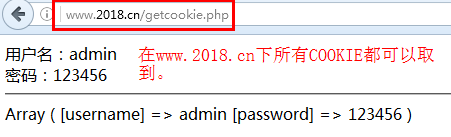 www.2018.cn/getcookie.php
用户名：admin
密码：123456
在www.2018.cn下所有COOKIE都可以取
到。
Array ( [username] => admin [password] => 123456 )